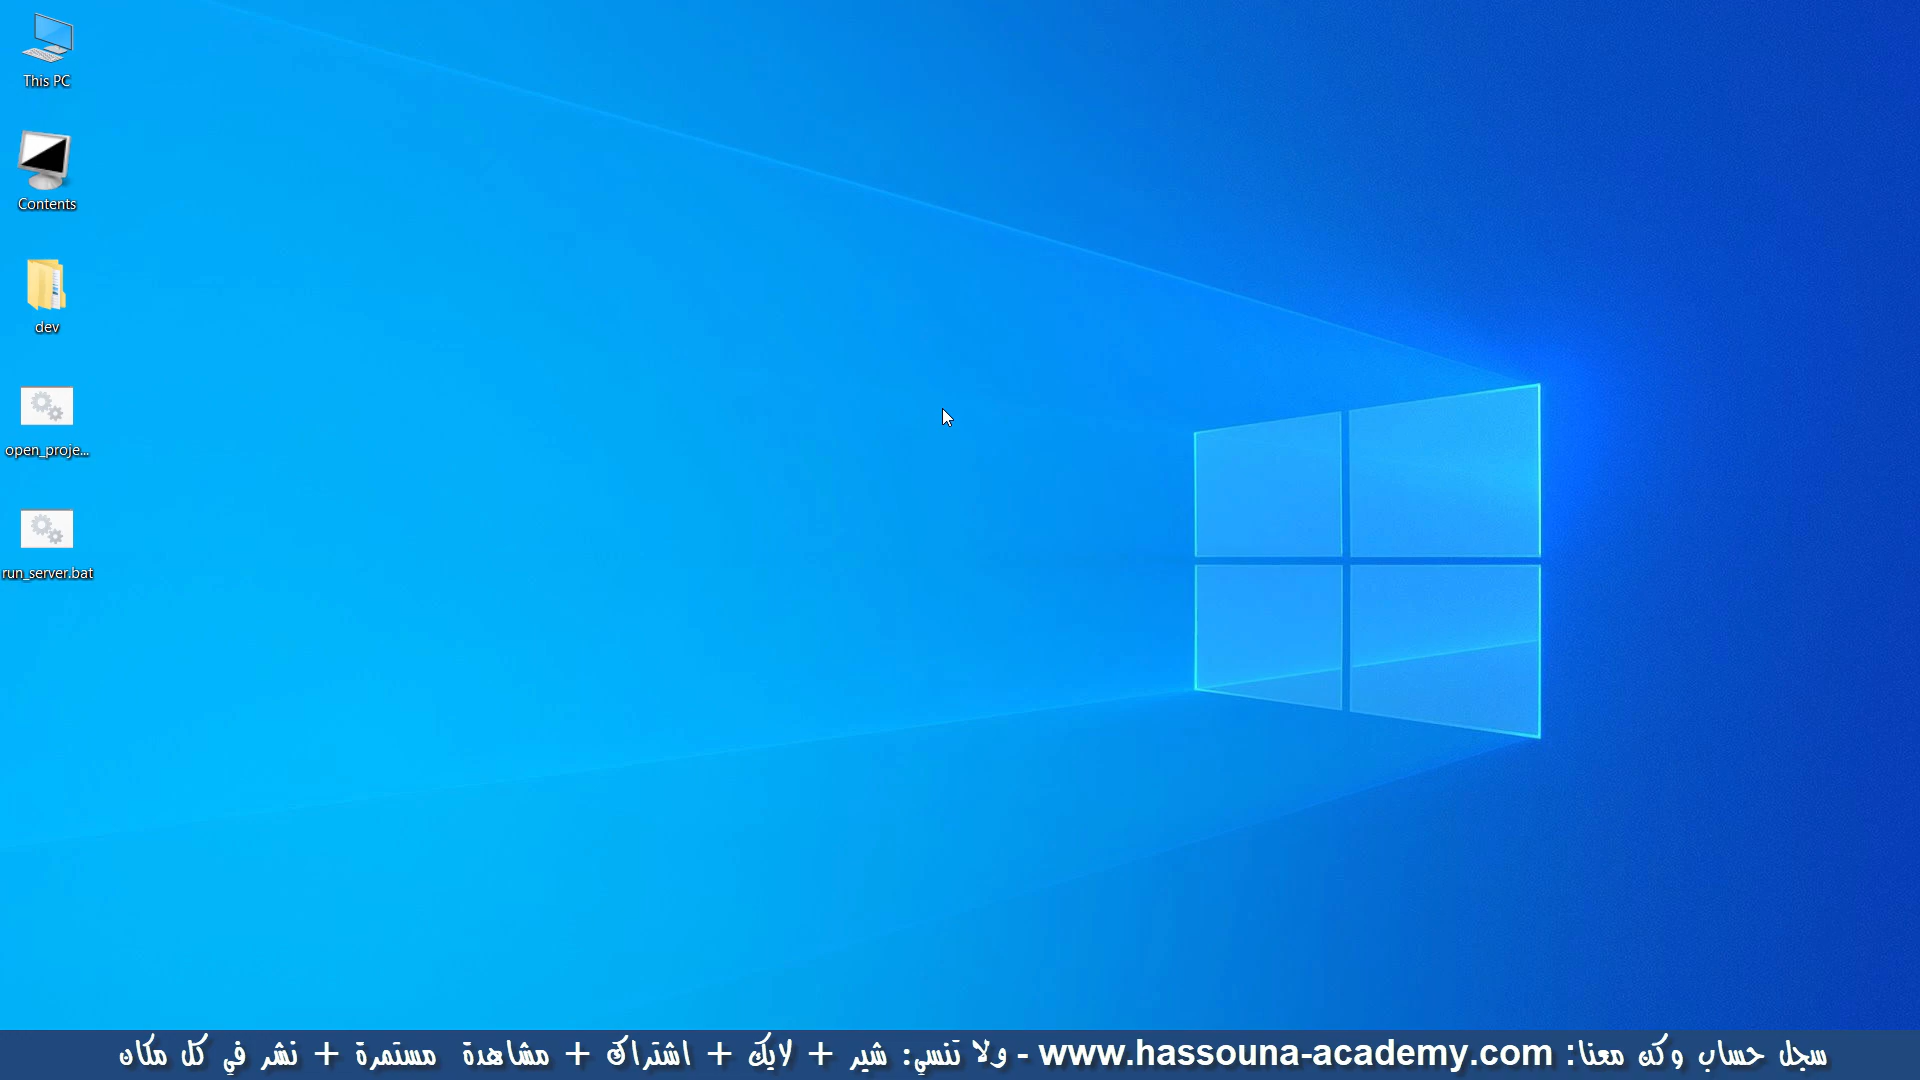 This PC
Contents
dev
open_proje...
run_server.bat
سجل حساب وكن معنا: www.hassouna-academy.com - ولا تنسي: شير + لايك + اشتراك + مشاهدة مستمرة + نشر في كل مكان